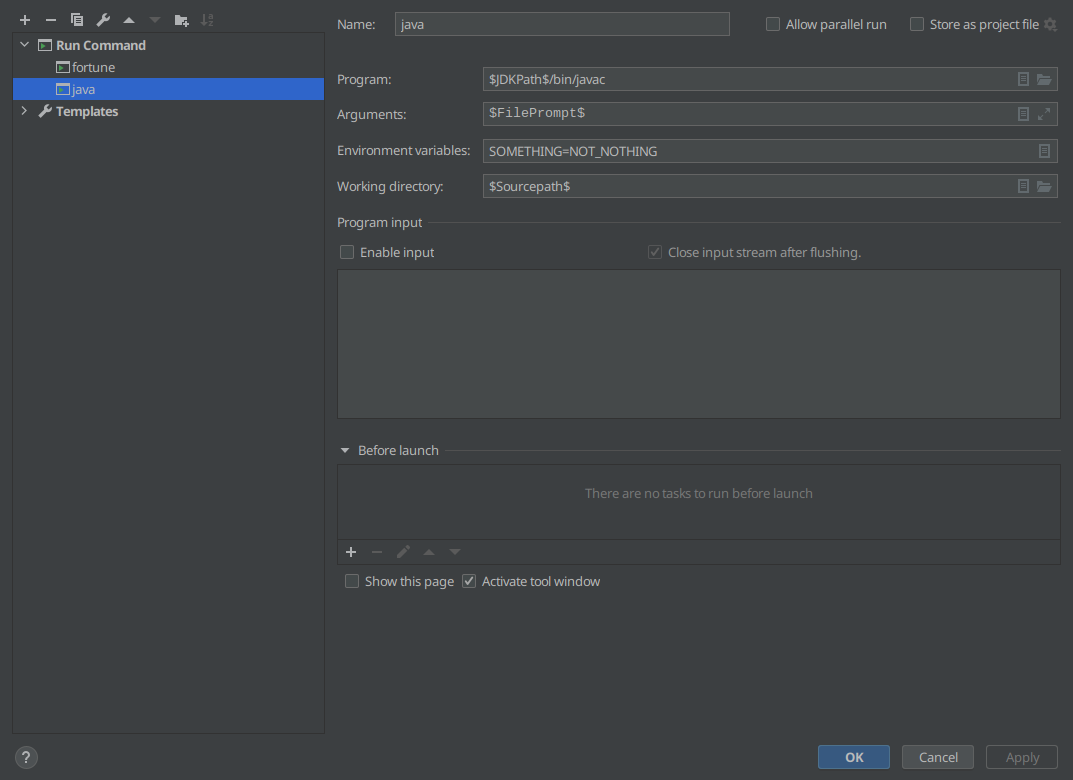 Name: java Allow parallel run Store as project file
Run Command
fortune
java
Templates
Program: $JDKPath$/bin/javac
Arguments: $FilePrompt$
Environment variables: SOMETHING=NOT_NOTHING
Working directory: $Sourcepath$
Program input
Enable input Close input stream after flushing.
Before launch
There are no tasks to run before launch
Show this page Activate tool window
? OK Cancel Apply